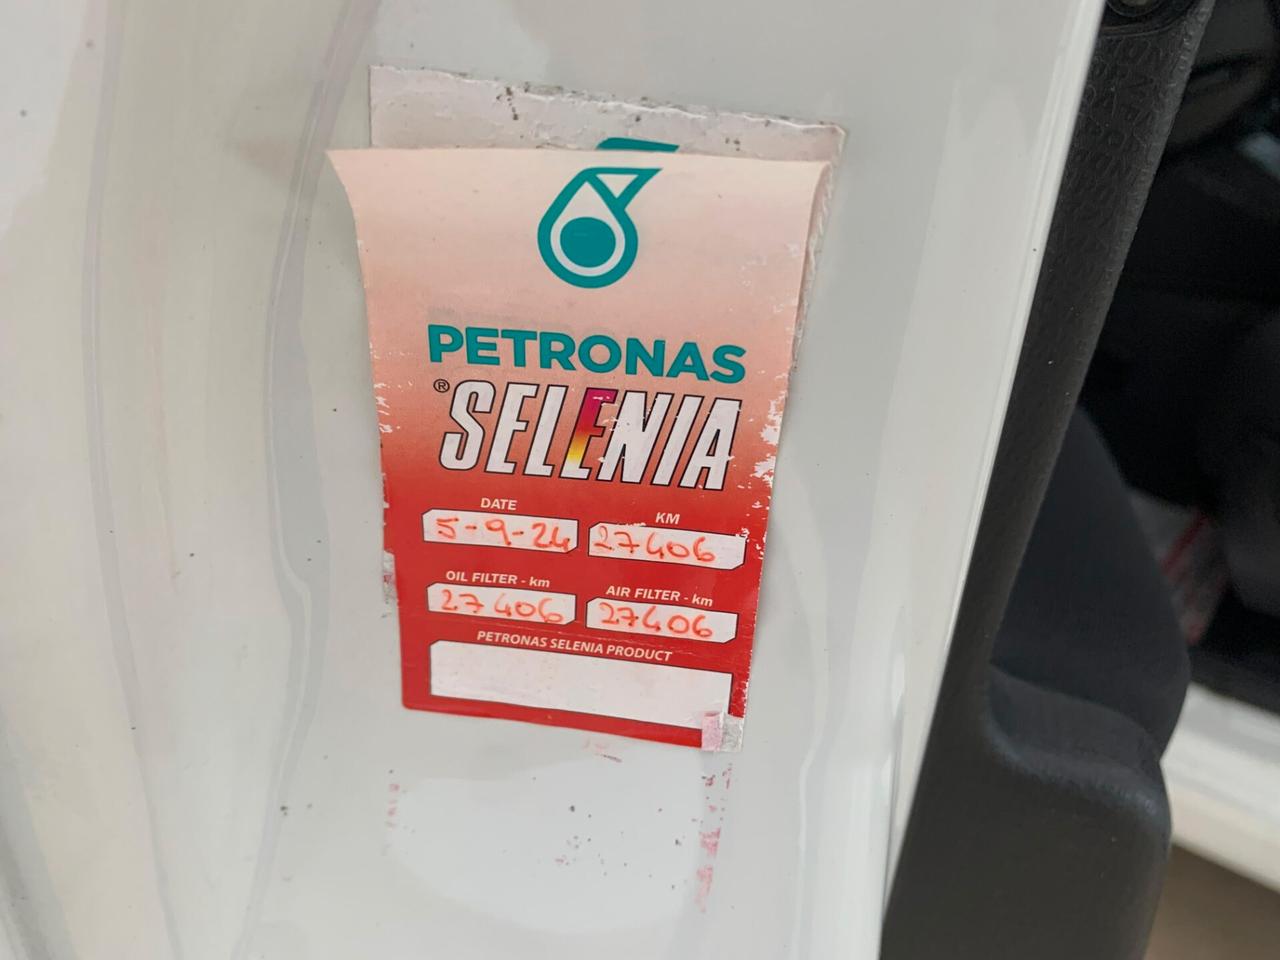 PETRONAS
® SELENIA
DATE KM
5-9-24 27406
OIL FILTER - km AIR FILTER - km
27406 27406
PETRONAS SELENIA PRODUCT